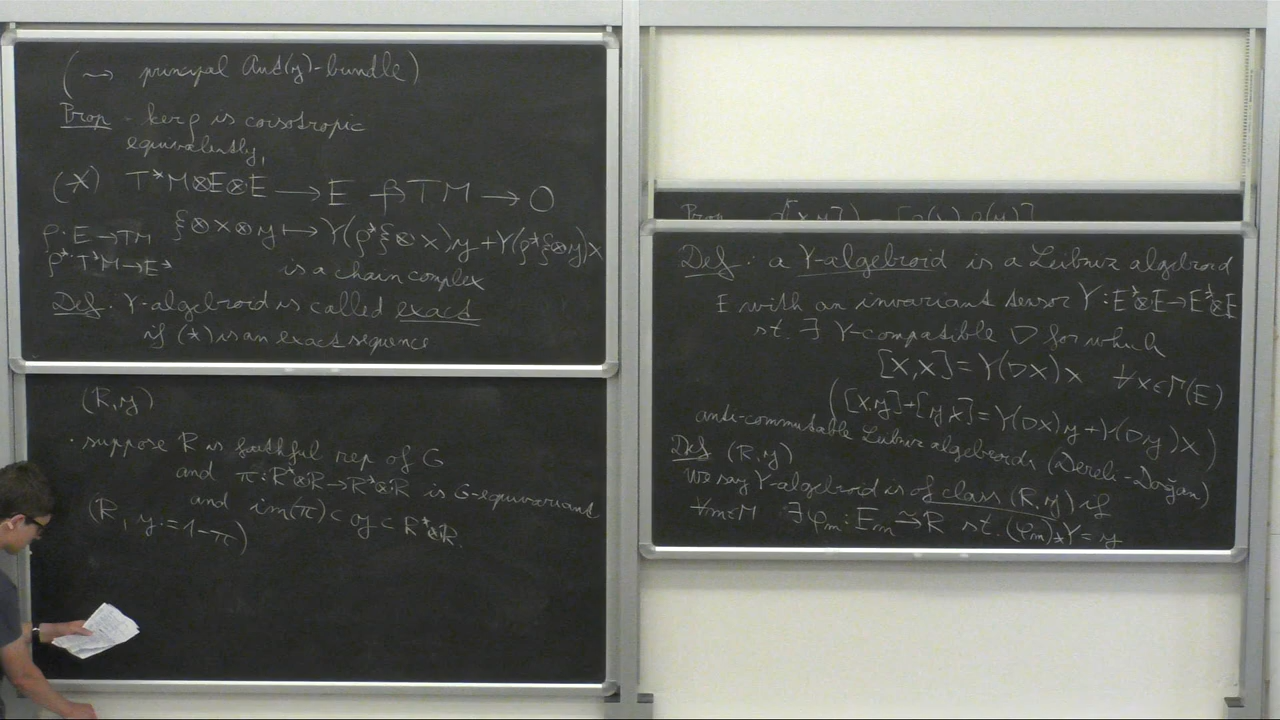 (⇝ principal Aut(y)-bundle)
Prop - ker ρ is coisotropic
equivalently,
(*) T*M⊗E⊗E → E →ρ TM → 0
ρ: E→TM ξ⊗x⊗y ↦ Y(ρ*ξ⊗x)y + Y(ρ*ξ⊗y)x
ρ*: T*M→E* is a chain complex
Def. Y-algebroid is called exact
if (*) is an exact sequence
(R,y)
· suppose R is faithful rep of G
and π: R*⊗R→R*⊗R is G-equivariant
and im(π) ⊂ 𝔤 ⊂ R*⊗R.
(R, y := 1-π)
Prop
Def: a Y-algebroid is a Leibniz algebroid
E with an invariant tensor Y: E*⊗E→E*⊗E
st. ∃ Y-compatible ∇ for which
[x,x] = Y(∇x)x ∀x∈Γ(E)
([x,y]+[y,x] = Y(∇x)y + Y(∇y)x)
anti-commutable Leibniz algebroids (Dereli-Doğan)
Def (R,y)
We say Y-algebroid is of class (R,y) if
∀m∈M ∃ φₘ: Eₘ ≅ R st. (φₘ)⁎Y = y